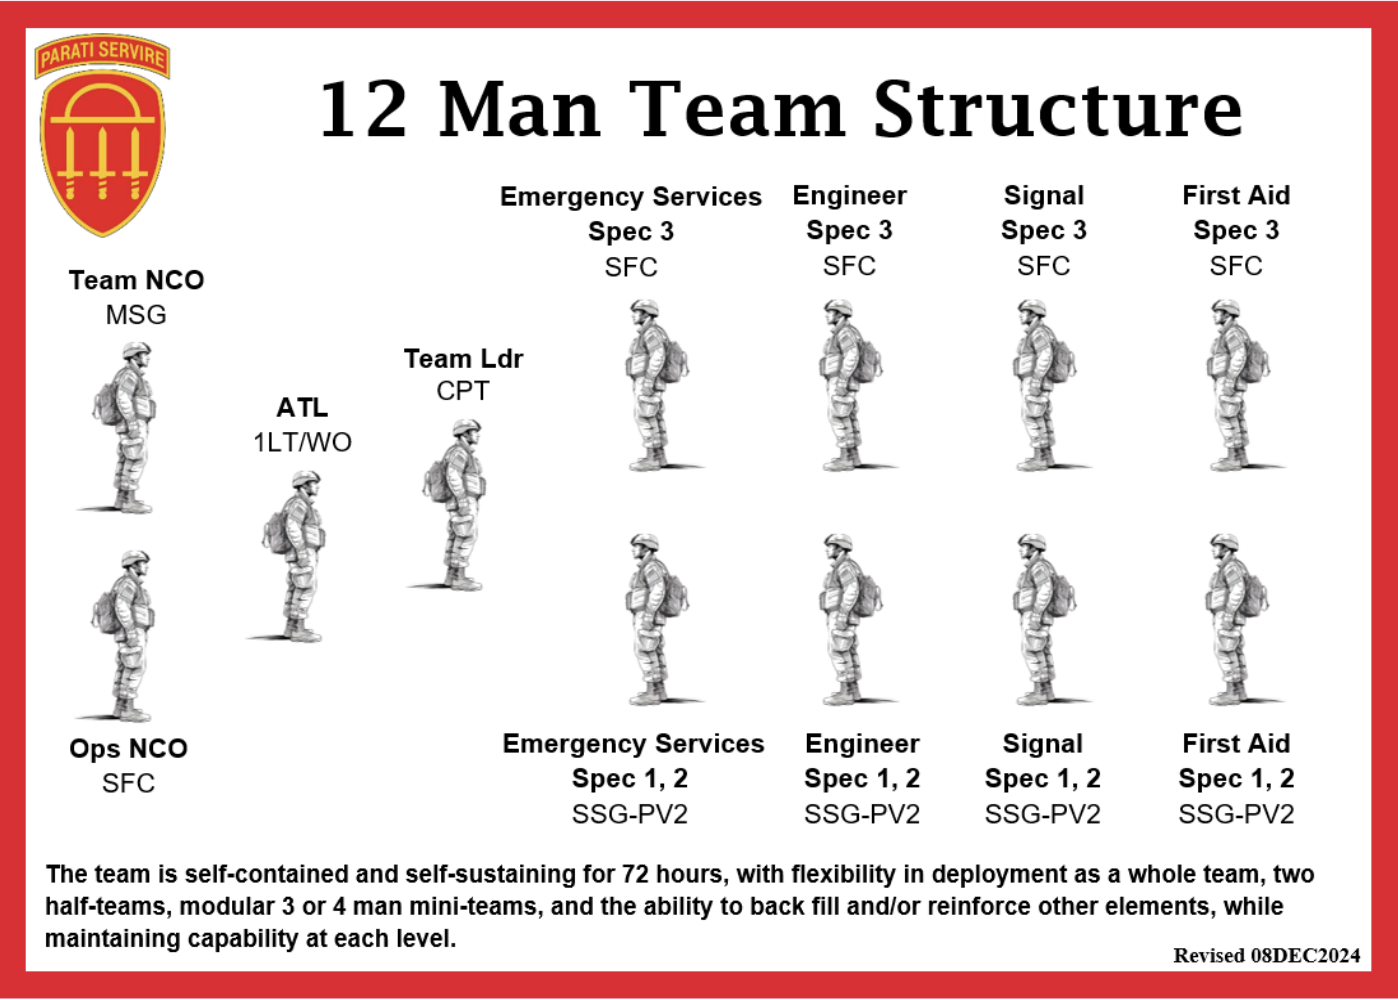 PARATI SERVIRE
12 Man Team Structure
Team NCO
MSG
Ops NCO
SFC
ATL
1LT/WO
Team Ldr
CPT
Emergency Services
Spec 3
SFC
Engineer
Spec 3
SFC
Signal
Spec 3
SFC
First Aid
Spec 3
SFC
Emergency Services
Spec 1, 2
SSG-PV2
Engineer
Spec 1, 2
SSG-PV2
Signal
Spec 1, 2
SSG-PV2
First Aid
Spec 1, 2
SSG-PV2
The team is self-contained and self-sustaining for 72 hours, with flexibility in deployment as a whole team, two
half-teams, modular 3 or 4 man mini-teams, and the ability to back fill and/or reinforce other elements, while
maintaining capability at each level.
Revised 08DEC2024